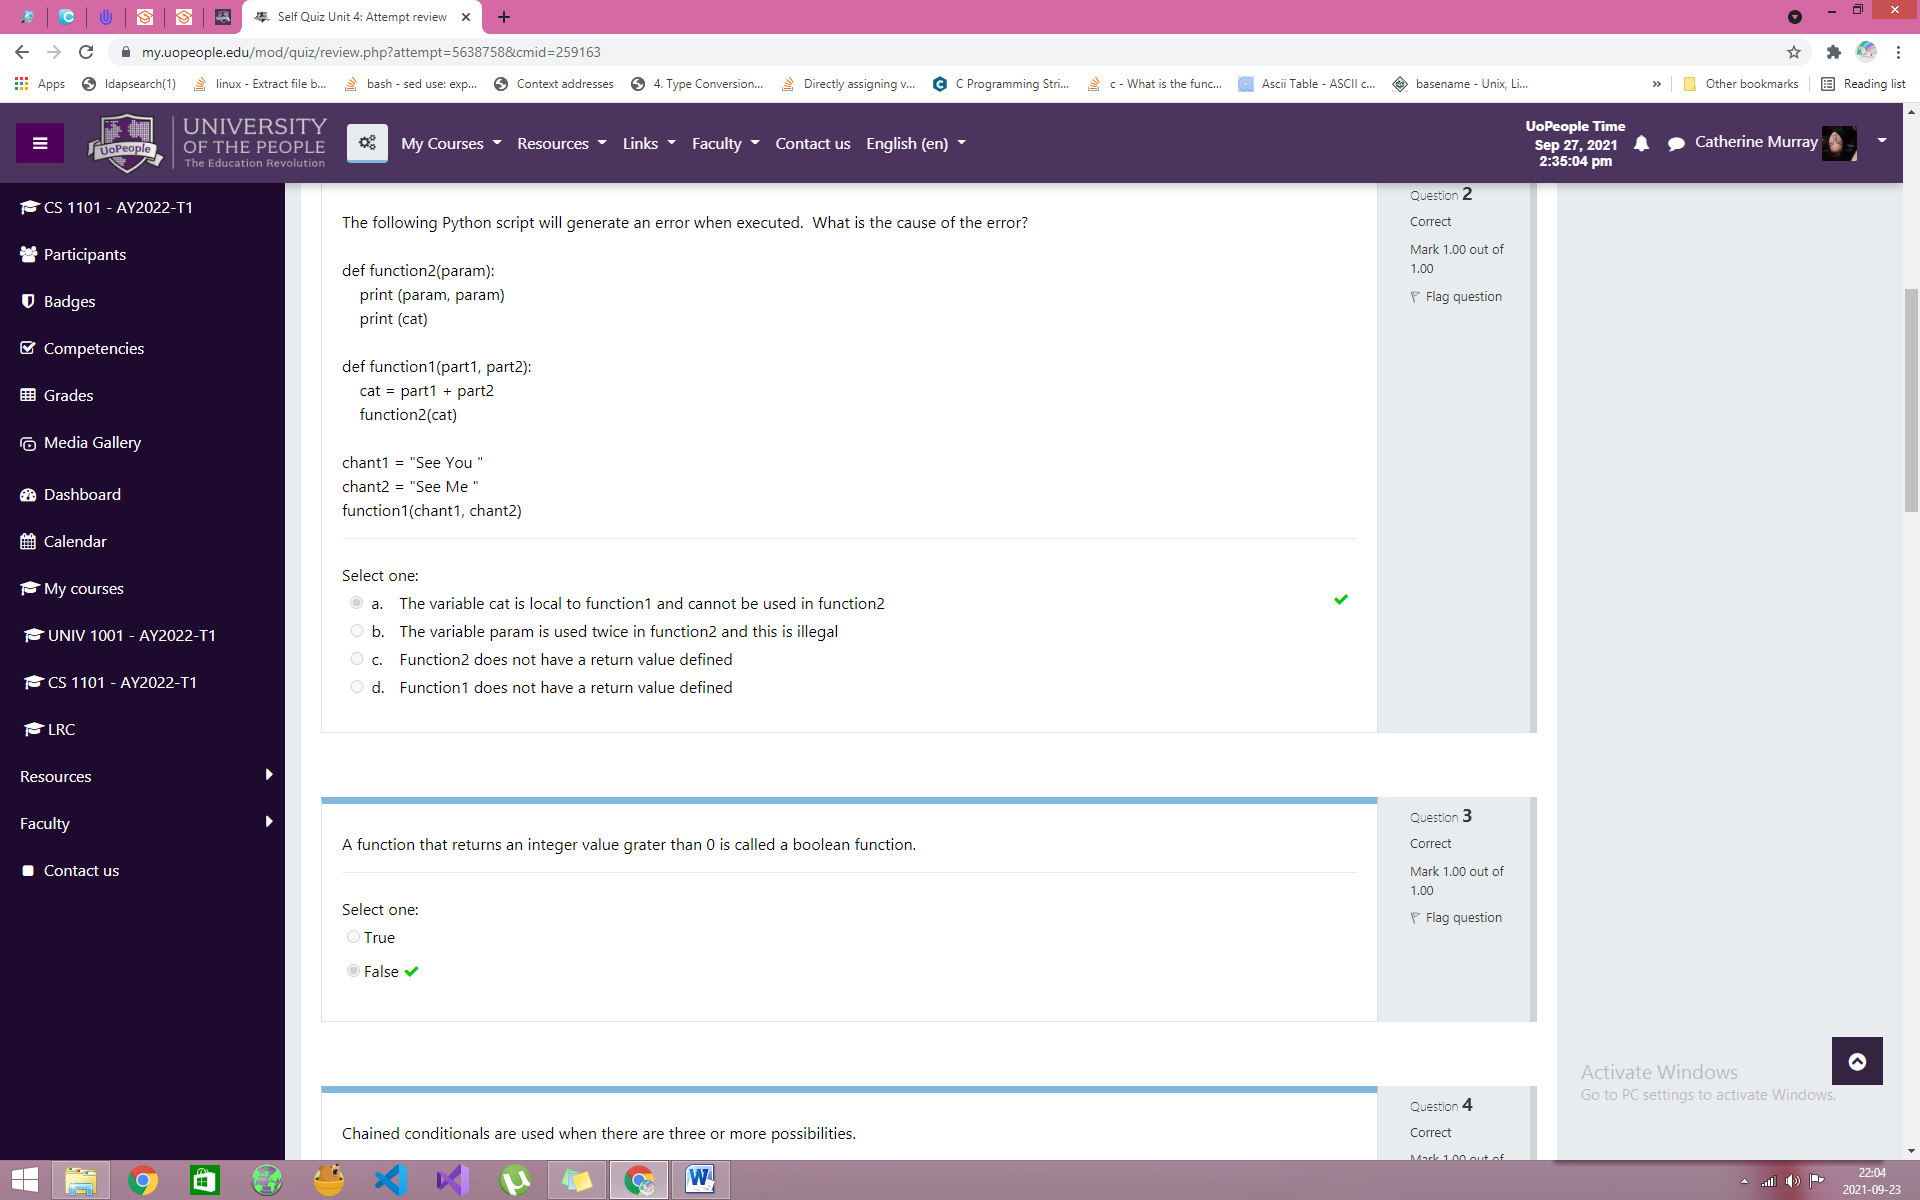 Self Quiz Unit 4: Attempt review
my.uopeople.edu/mod/quiz/review.php?attempt=5638758&cmid=259163
Apps ldapsearch(1) linux - Extract file b... bash - sed use: exp... Context addresses 4. Type Conversion... Directly assigning v... C Programming Stri... c - What is the func... Ascii Table - ASCII c... basename - Unix, Li... » Other bookmarks Reading list
UoPeople
UNIVERSITY
OF THE PEOPLE
The Education Revolution
My Courses Resources Links Faculty Contact us English (en)
UoPeople Time
Sep 27, 2021
2:35:04 pm
Catherine Murray
CS 1101 - AY2022-T1
Participants
Badges
Competencies
Grades
Media Gallery
Dashboard
Calendar
My courses
UNIV 1001 - AY2022-T1
CS 1101 - AY2022-T1
LRC
Resources
Faculty
Contact us
The following Python script will generate an error when executed.  What is the cause of the error?
def function2(param):
print (param, param)
print (cat)
def function1(part1, part2):
cat = part1 + part2
function2(cat)
chant1 = "See You "
chant2 = "See Me "
function1(chant1, chant2)
Select one:
a. The variable cat is local to function1 and cannot be used in function2
b. The variable param is used twice in function2 and this is illegal
c. Function2 does not have a return value defined
d. Function1 does not have a return value defined
Question 2
Correct
Mark 1.00 out of
1.00
Flag question
A function that returns an integer value grater than 0 is called a boolean function.
Select one:
True
False
Question 3
Correct
Mark 1.00 out of
1.00
Flag question
Chained conditionals are used when there are three or more possibilities.
Question 4
Correct
Mark 1.00 out of
Activate Windows
Go to PC settings to activate Windows.
22:04
2021-09-23